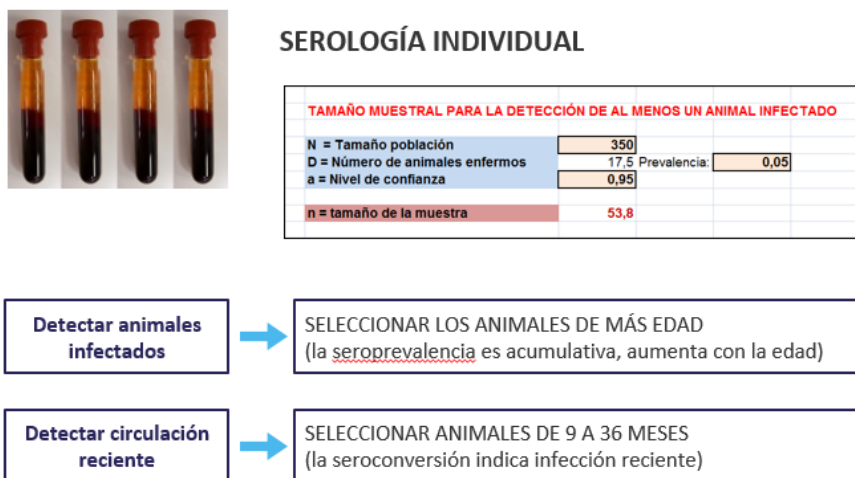 SEROLOGÍA INDIVIDUAL
TAMAÑO MUESTRAL PARA LA DETECCIÓN DE AL MENOS UN ANIMAL INFECTADO
N = Tamaño población 350
D = Número de animales enfermos 17,5 Prevalencia: 0,05
a = Nivel de confianza 0,95
n = tamaño de la muestra 53,8
Detectar animales
infectados
SELECCIONAR LOS ANIMALES DE MÁS EDAD
(la seroprevalencia es acumulativa, aumenta con la edad)
Detectar circulación
reciente
SELECCIONAR ANIMALES DE 9 A 36 MESES
(la seroconversión indica infección reciente)